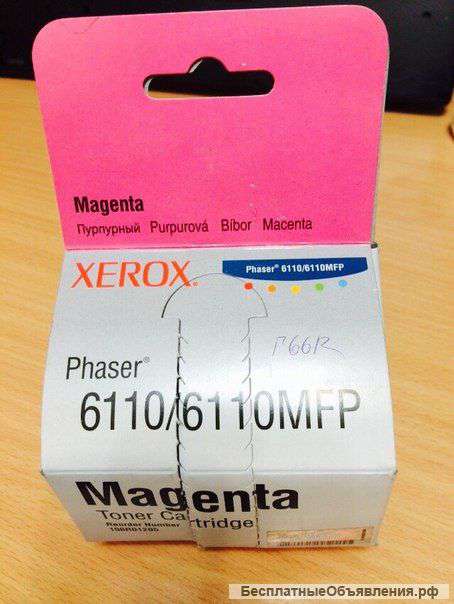 Magenta
Пурпурный Purpurová Bíbor Macenta
XEROX®
Phaser® 6110/6110MFP
Phaser®
6110/6110MFP
Magenta
Toner Cartridge
Reorder Number
106R01205
БесплатныеОбъявления.рф